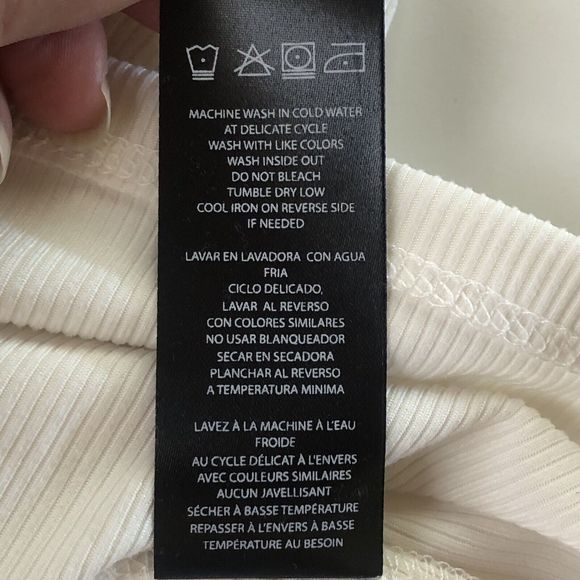 MACHINE WASH IN COLD WATER
AT DELICATE CYCLE
WASH WITH LIKE COLORS
WASH INSIDE OUT
DO NOT BLEACH
TUMBLE DRY LOW
COOL IRON ON REVERSE SIDE
IF NEEDED
LAVAR EN LAVADORA CON AGUA
FRIA
CICLO DELICADO,
LAVAR AL REVERSO
CON COLORES SIMILARES
NO USAR BLANQUEADOR
SECAR EN SECADORA
PLANCHAR AL REVERSO
A TEMPERATURA MINIMA
LAVEZ À LA MACHINE À L'EAU
FROIDE
AU CYCLE DÉLICAT À L'ENVERS
AVEC COULEURS SIMILAIRES
AUCUN JAVELLISANT
SÉCHER À BASSE TEMPÉRATURE
REPASSER À L'ENVERS À BASSE
TEMPÉRATURE AU BESOIN